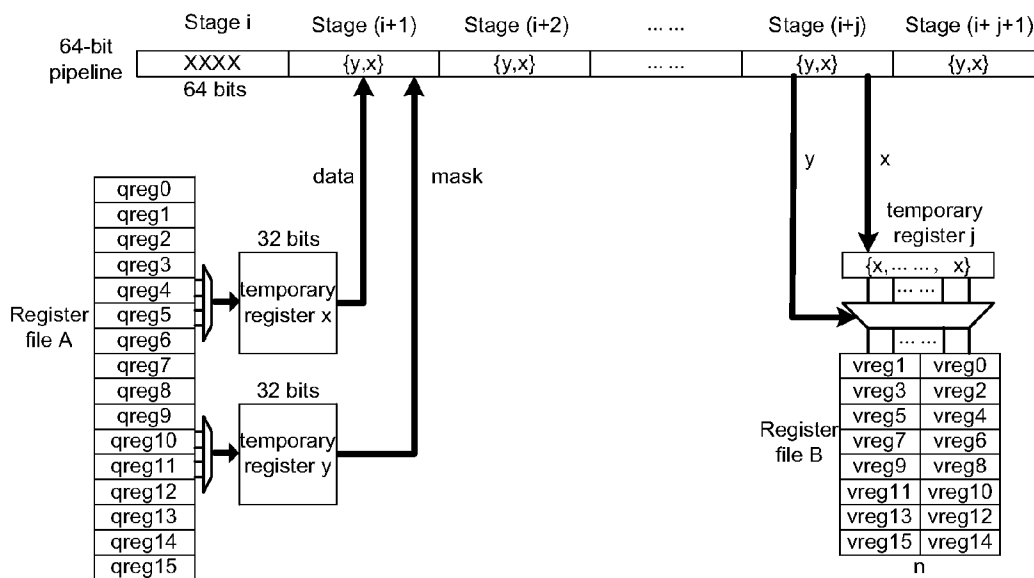 Stage i
Stage (i+1)
Stage (i+2)
... ...
Stage (i+j)
Stage (i+ j+1)
64-bit
pipeline
XXXX
{y,x}
{y,x}
... ...
{y,x}
{y,x}
64 bits
data
mask
y
x
qreg0
qreg1
qreg2
qreg3
qreg4
qreg5
qreg6
qreg7
qreg8
qreg9
qreg10
qreg11
qreg12
qreg13
qreg14
qreg15
Register
file A
32 bits
temporary
register x
32 bits
temporary
register y
temporary
register j
{x, ... ... , x}
... ...
... ...
vreg1 vreg0
vreg3 vreg2
vreg5 vreg4
vreg7 vreg6
vreg9 vreg8
vreg11 vreg10
vreg13 vreg12
vreg15 vreg14
Register
file B
n